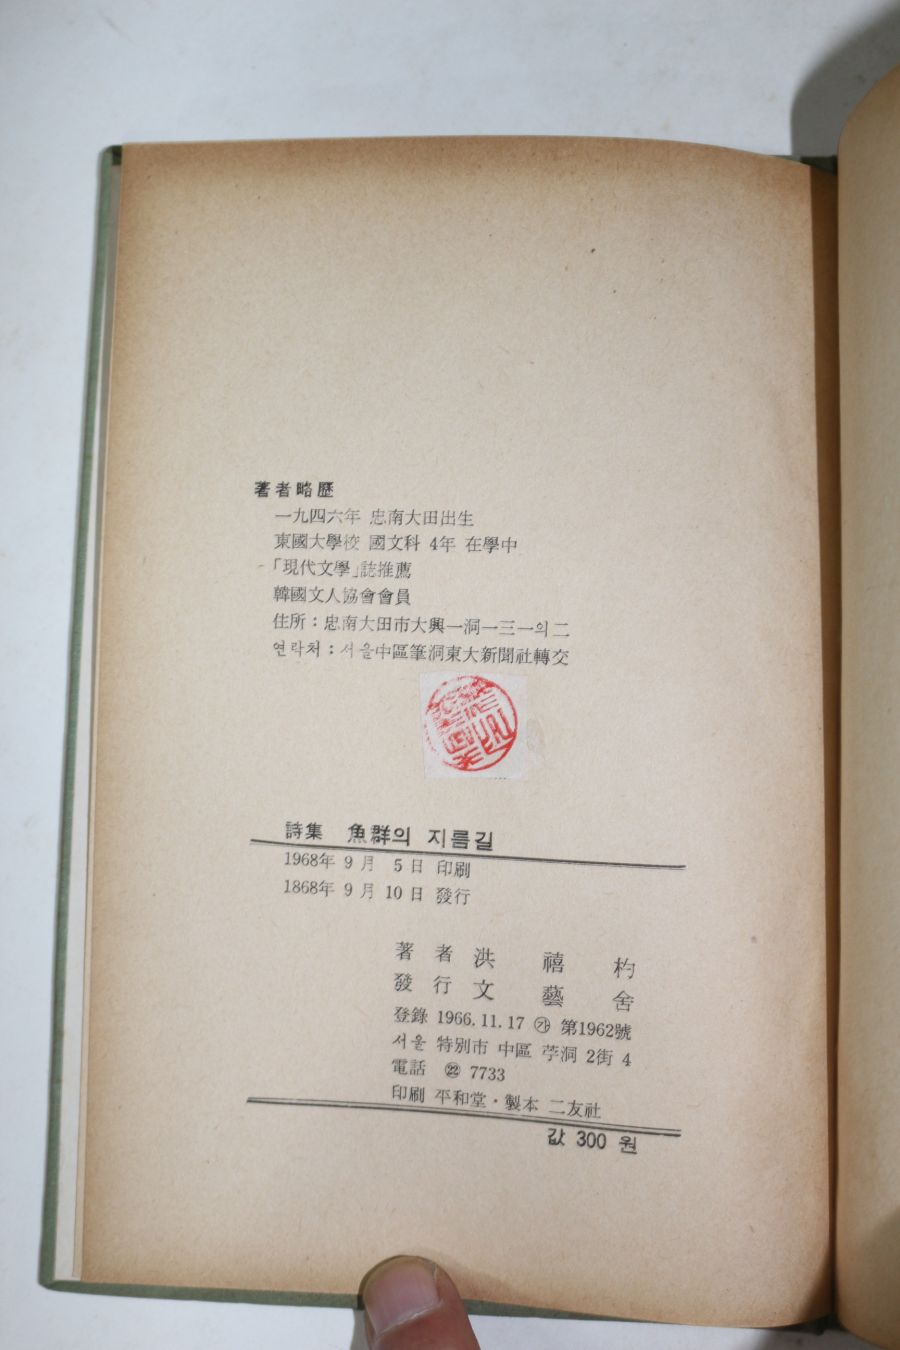 著者略歷
一九四六年 忠南大田出生
東國大學校 國文科 4年 在學中
「現代文學」誌推薦
韓國文人協會會員
住所：忠南大田市大興一洞一三一의二
연락처：서울中區筆洞東大新聞社轉交
詩集 魚群의 지름길
1968年 9月 5日 印刷
1868年 9月 10日 發行
著者 洪禧杓
發行 文藝舍
登錄 1966.11.17 ㉮ 第1962號
서울 特別市 中區 苧洞 2街 4
電話 ㉒ 7733
印刷 平和堂·製本 二友社
값 300 원